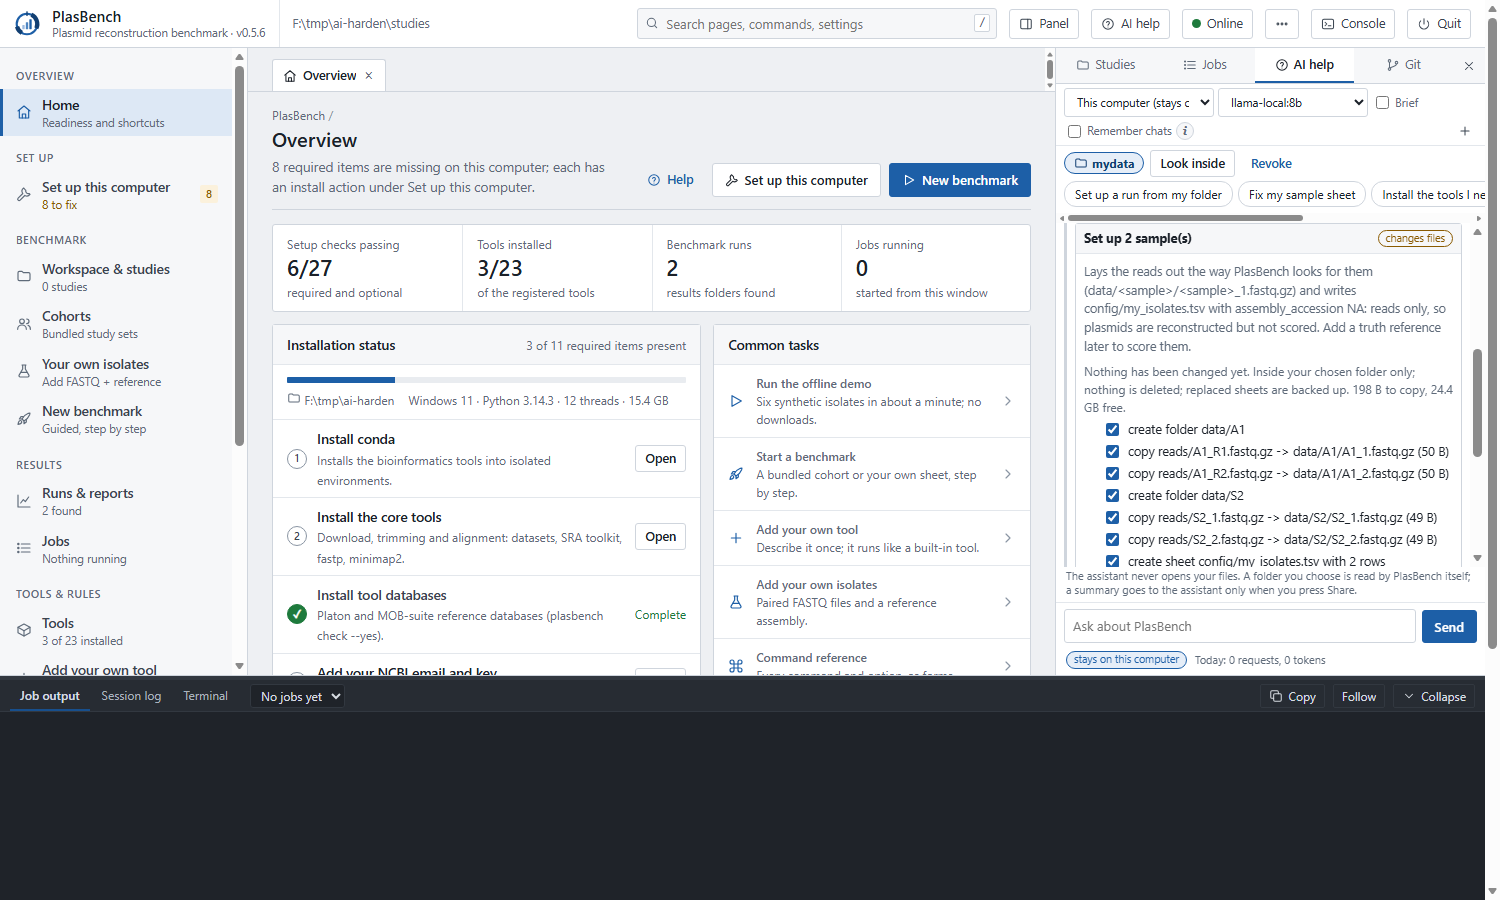 PlasBench
Plasmid reconstruction benchmark · v0.5.6
F:\tmp\ai-harden\studies
Search pages, commands, settings
/
Panel
AI help
Online
Console
Quit
OVERVIEW
Home
Readiness and shortcuts
SET UP
Set up this computer
8 to fix
8
BENCHMARK
Workspace & studies
0 studies
Cohorts
Bundled study sets
Your own isolates
Add FASTQ + reference
New benchmark
Guided, step by step
RESULTS
Runs & reports
2 found
Jobs
Nothing running
TOOLS & RULES
Tools
3 of 23 installed
Add your own tool
Overview
PlasBench /
Overview
8 required items are missing on this computer; each has
an install action under Set up this computer.
Help
Set up this computer
New benchmark
Setup checks passing
6/27
required and optional
Tools installed
3/23
of the registered tools
Benchmark runs
2
results folders found
Jobs running
0
started from this window
Installation status
3 of 11 required items present
F:\tmp\ai-harden
Windows 11 · Python 3.14.3 · 12 threads · 15.4 GB
1
Install conda
Installs the bioinformatics tools into isolated
environments.
Open
2
Install the core tools
Download, trimming and alignment: datasets, SRA toolkit,
fastp, minimap2.
Open
Install tool databases
Platon and MOB-suite reference databases (plasbench
check --yes).
Complete
Add your NCBI email and key
Common tasks
Run the offline demo
Six synthetic isolates in about a minute; no
downloads.
Start a benchmark
A bundled cohort or your own sheet, step
by step.
Add your own tool
Describe it once; it runs like a built-in tool.
Add your own isolates
Paired FASTQ files and a reference
assembly.
Command reference
Every command and option, as forms
Studies
Jobs
AI help
Git
This computer (stays c
llama-local:8b
Brief
Remember chats
mydata
Look inside
Revoke
Set up a run from my folder
Fix my sample sheet
Install the tools I ne
Set up 2 sample(s)
changes files
Lays the reads out the way PlasBench looks for them
(data/<sample>/<sample>_1.fastq.gz) and writes
config/my_isolates.tsv with assembly_accession NA: reads only, so
plasmids are reconstructed but not scored. Add a truth reference
later to score them.
Nothing has been changed yet. Inside your chosen folder only;
nothing is deleted; replaced sheets are backed up. 198 B to copy, 24.4
GB free.
create folder data/A1
copy reads/A1_R1.fastq.gz -> data/A1/A1_1.fastq.gz (50 B)
copy reads/A1_R2.fastq.gz -> data/A1/A1_2.fastq.gz (50 B)
create folder data/S2
copy reads/S2_1.fastq.gz -> data/S2/S2_1.fastq.gz (49 B)
copy reads/S2_2.fastq.gz -> data/S2/S2_2.fastq.gz (49 B)
create sheet config/my_isolates.tsv with 2 rows
The assistant never opens your files. A folder you choose is read by PlasBench itself;
a summary goes to the assistant only when you press Share.
Ask about PlasBench
Send
stays on this computer
Today: 0 requests, 0 tokens
Job output
Session log
Terminal
No jobs yet
Copy
Follow
Collapse